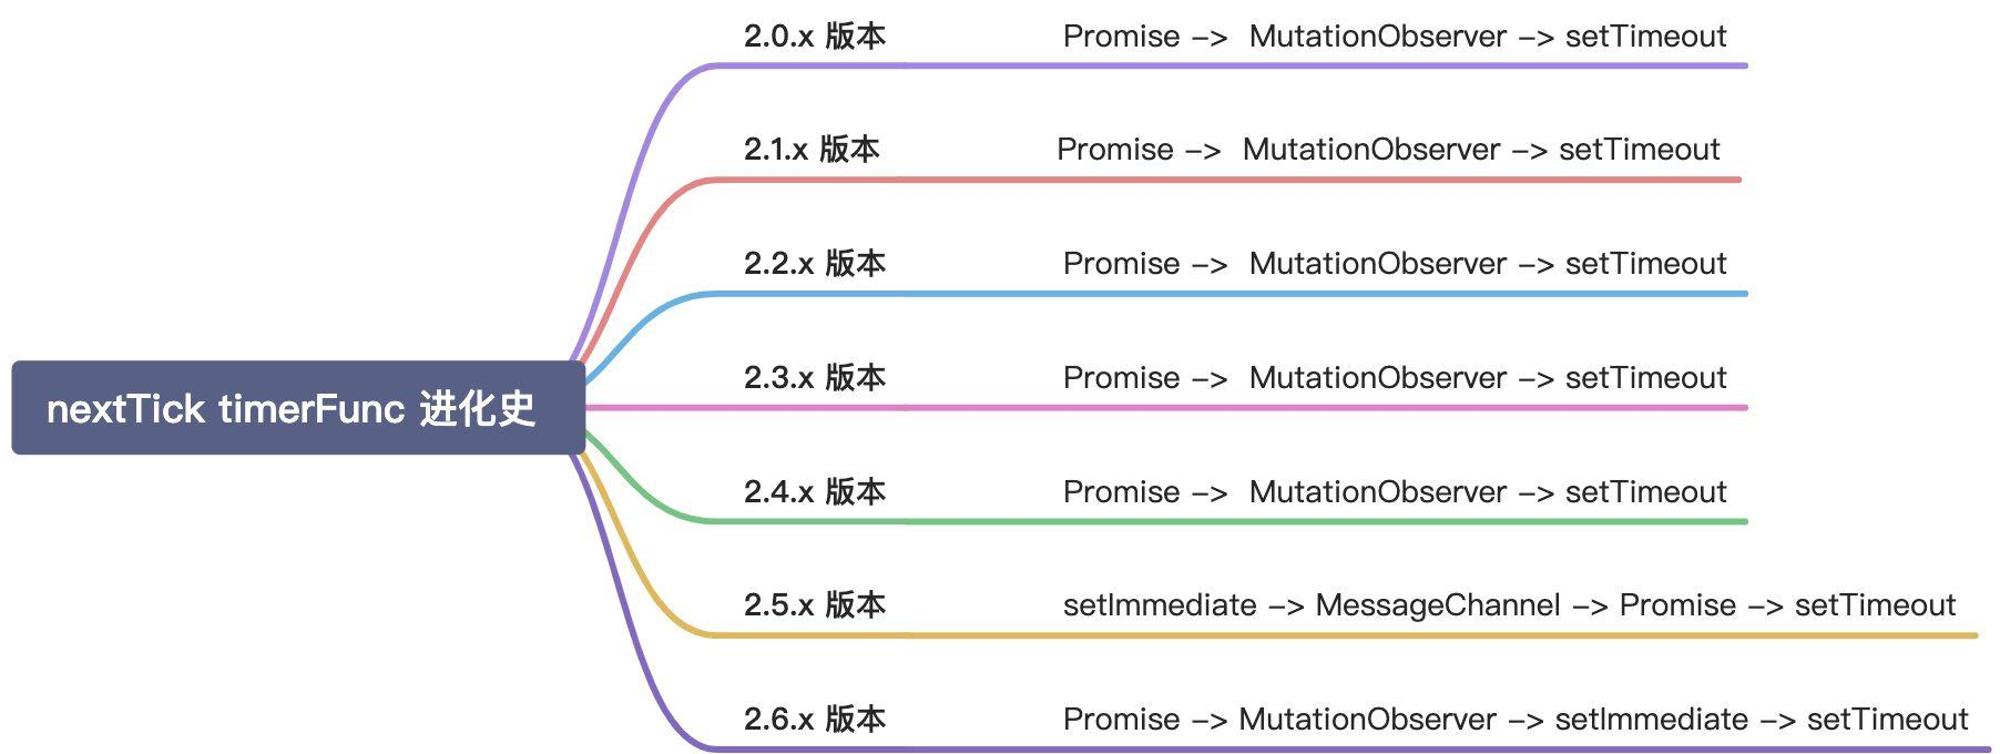 2.0.x 版本 Promise –> MutationObserver –> setTimeout
2.1.x 版本 Promise –> MutationObserver –> setTimeout
2.2.x 版本 Promise –> MutationObserver –> setTimeout
2.3.x 版本 Promise –> MutationObserver –> setTimeout
nextTick timerFunc 进化史
2.4.x 版本 Promise –> MutationObserver –> setTimeout
2.5.x 版本 setImmediate –> MessageChannel –> Promise –> setTimeout
2.6.x 版本 Promise –> MutationObserver –> setImmediate –> setTimeout